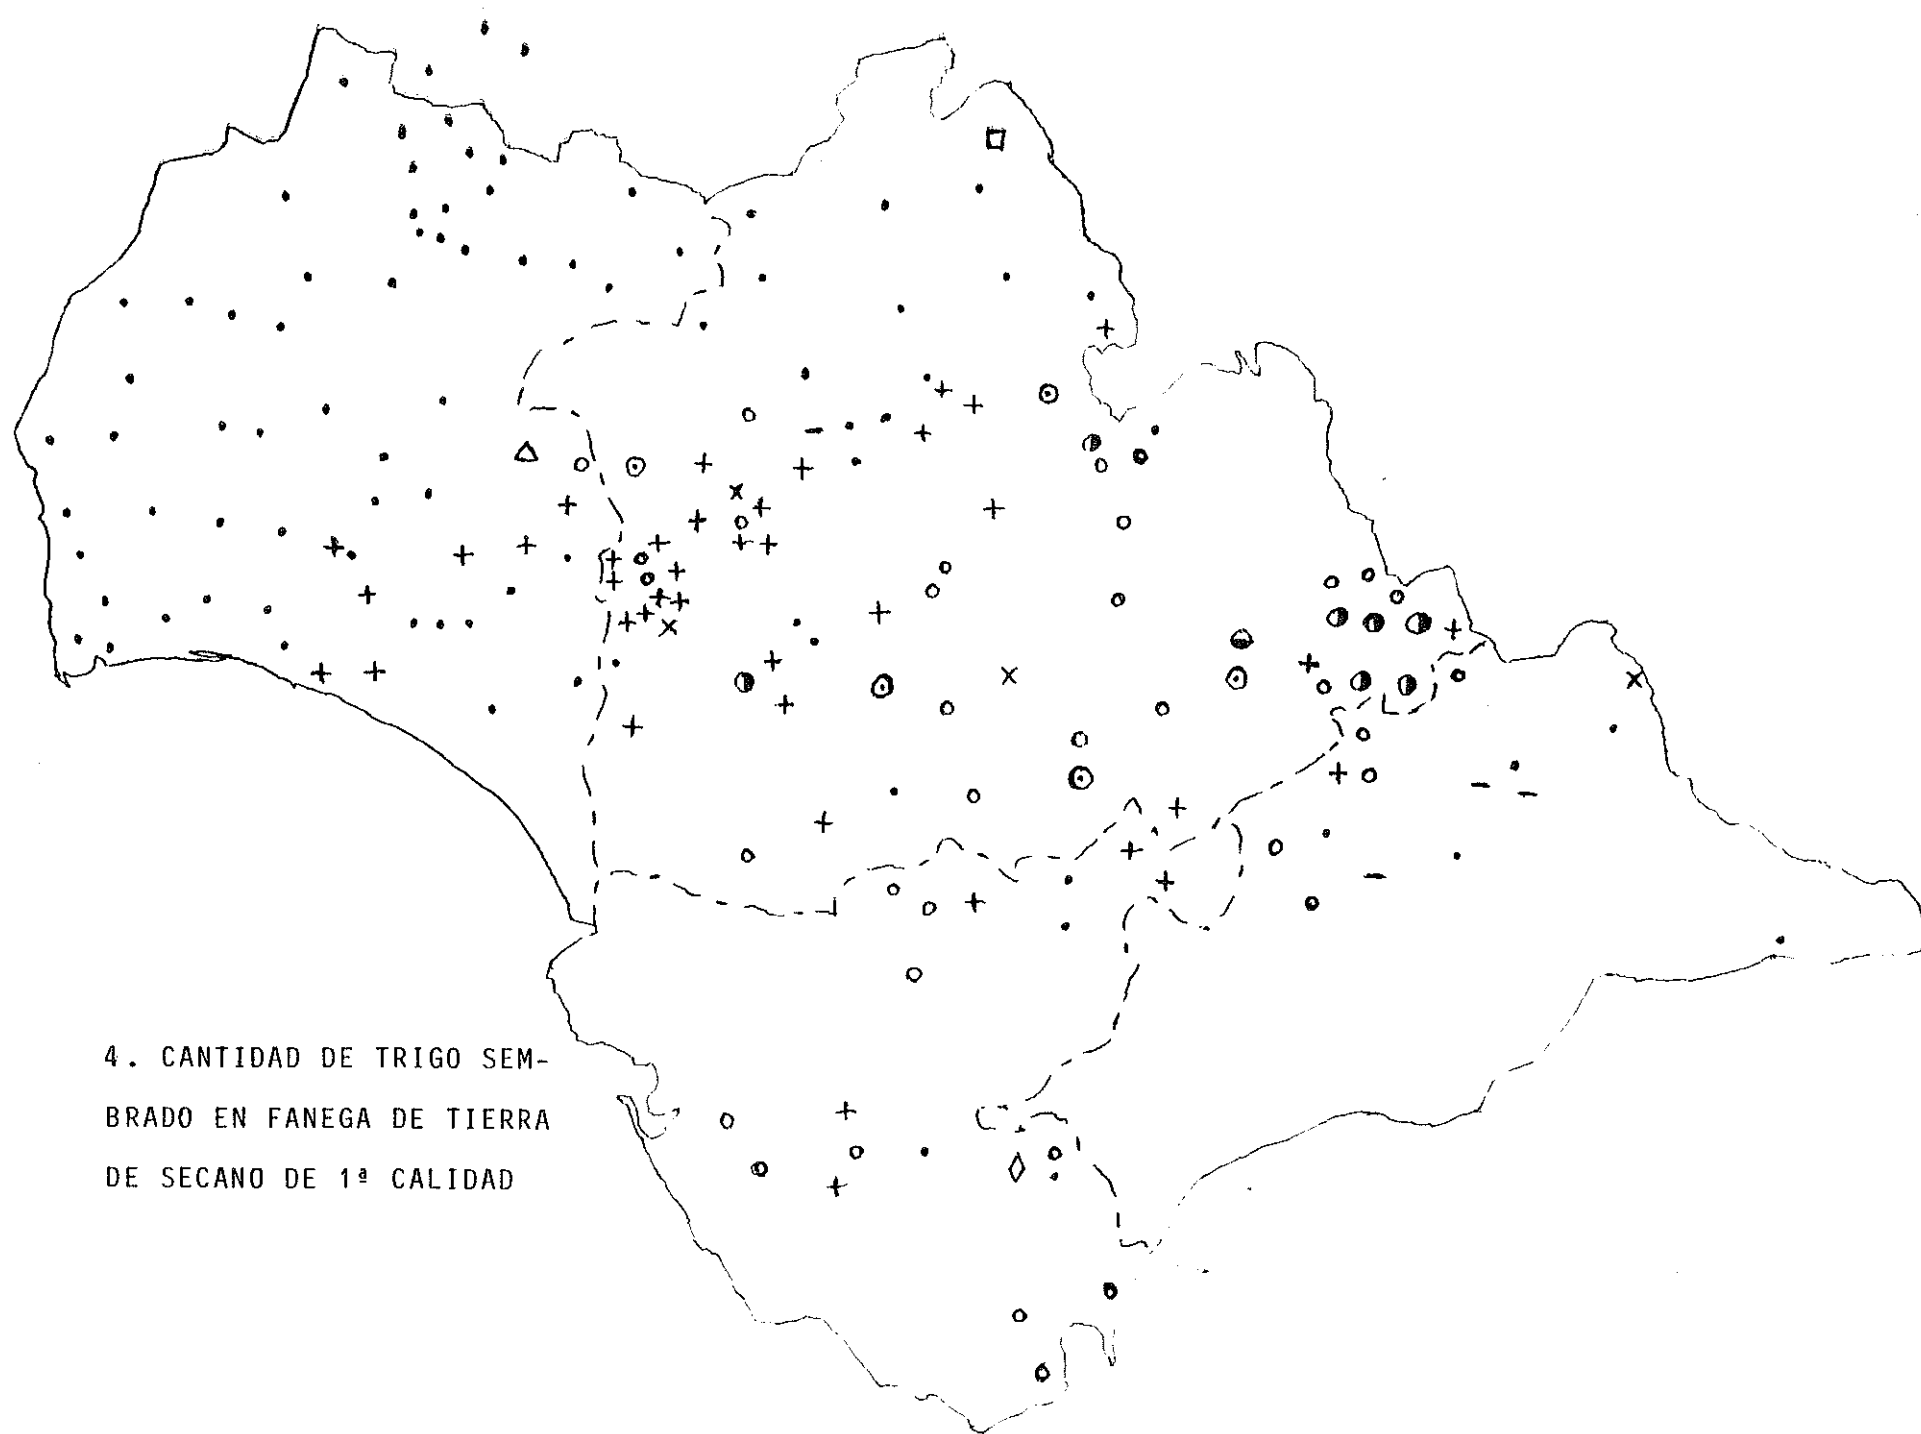 4. CANTIDAD DE TRIGO SEM-
BRADO EN FANEGA DE TIERRA
DE SECANO DE 1ª CALIDAD